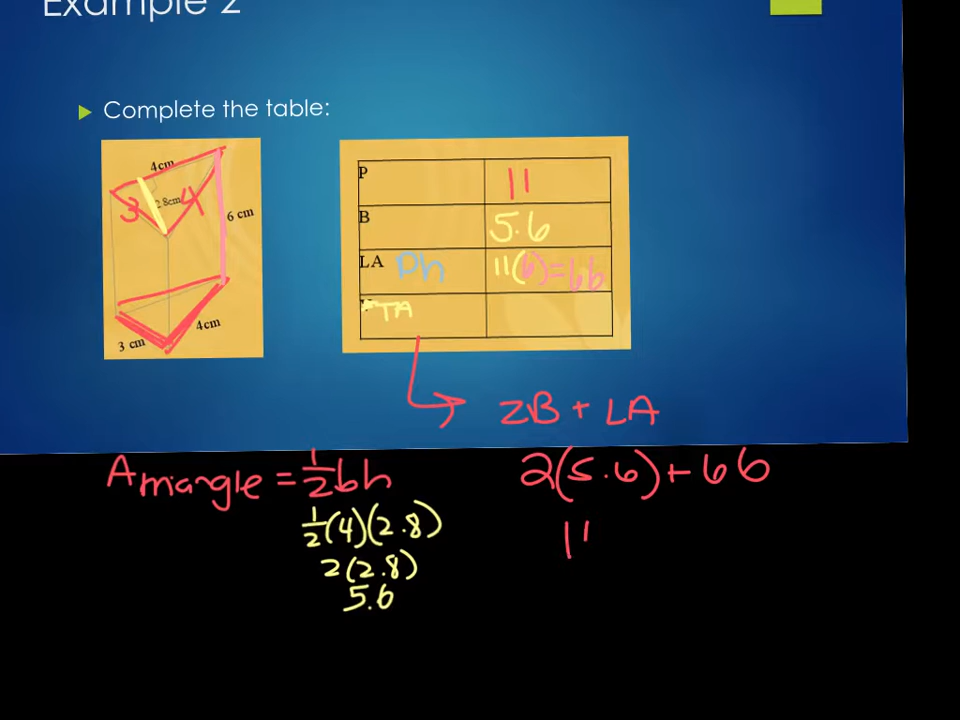 Example 2
Complete the table:
4cm
3
2.8cm
4
6 cm
4cm
3 cm
P 11
B 5.6
LA Ph 11(6)=66
TA
2B + LA
A triangle = 1/2 bh
2(5.6)+66
1/2(4)(2.8)
11
2(2.8)
5.6